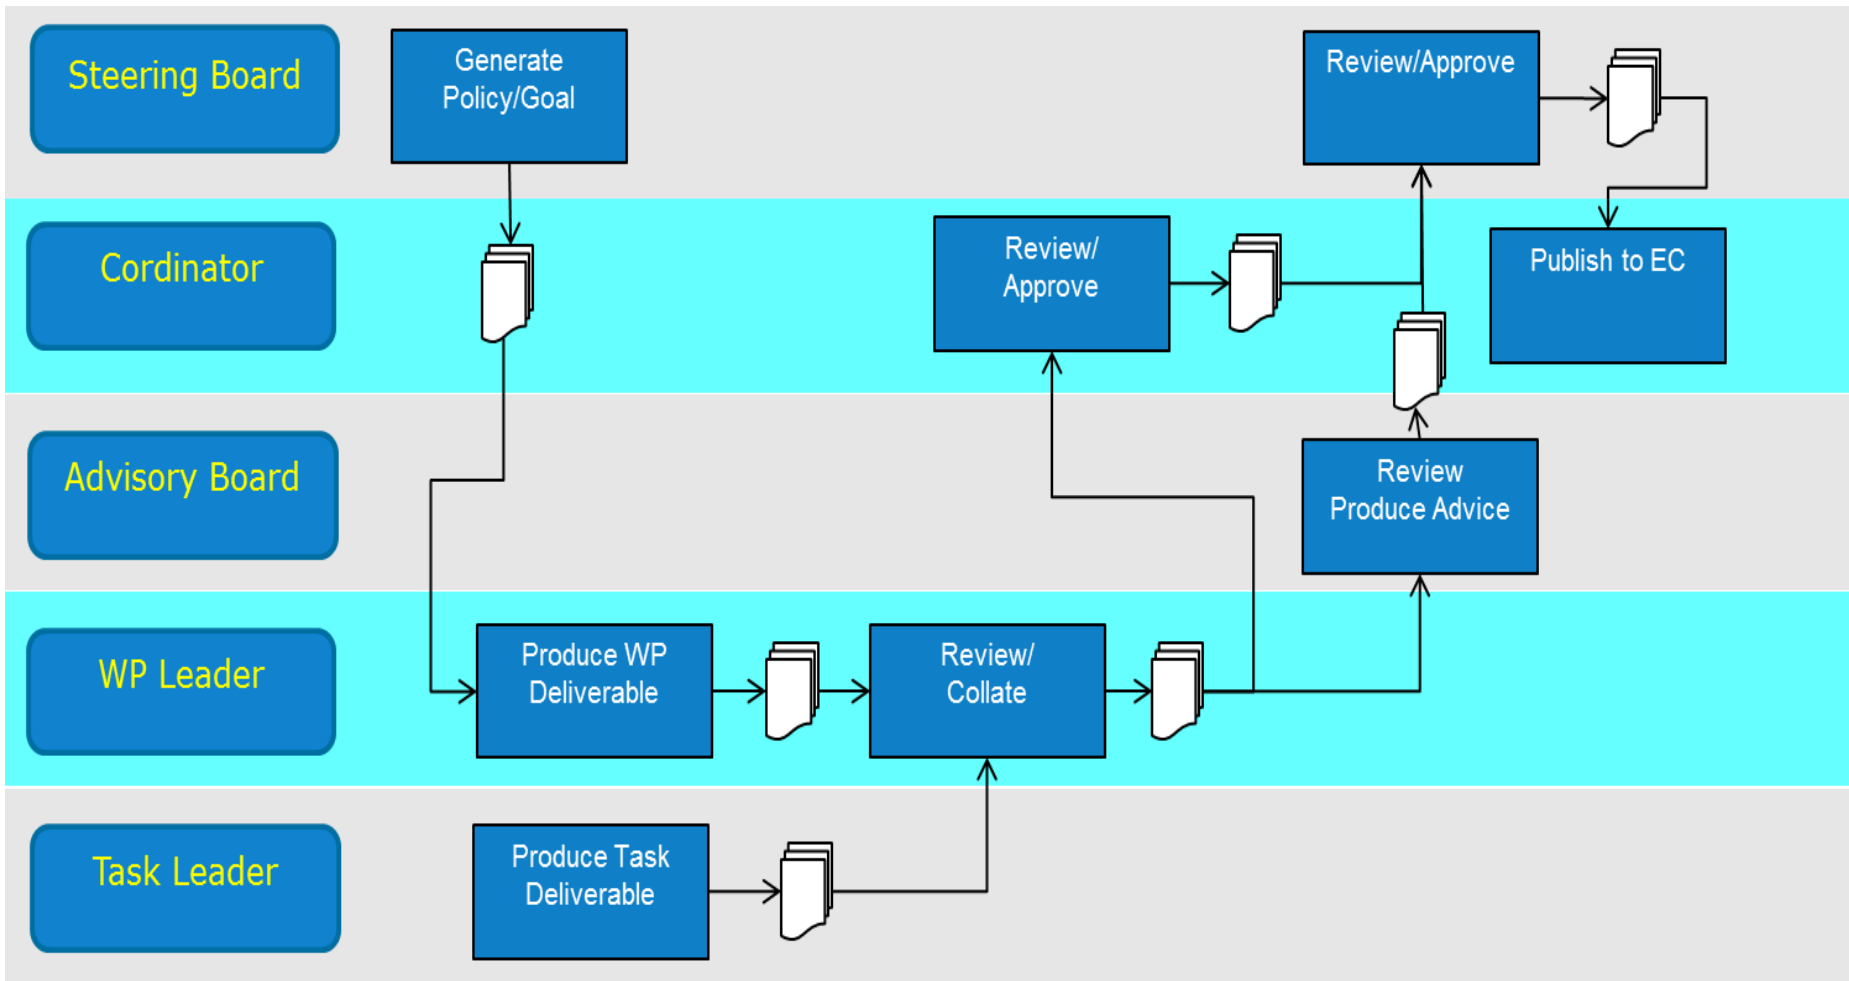 Steering Board
Generate
Policy/Goal
Review/Approve
Cordinator
Review/
Approve
Publish to EC
Advisory Board
Review
Produce Advice
WP Leader
Produce WP
Deliverable
Review/
Collate
Task Leader
Produce Task
Deliverable